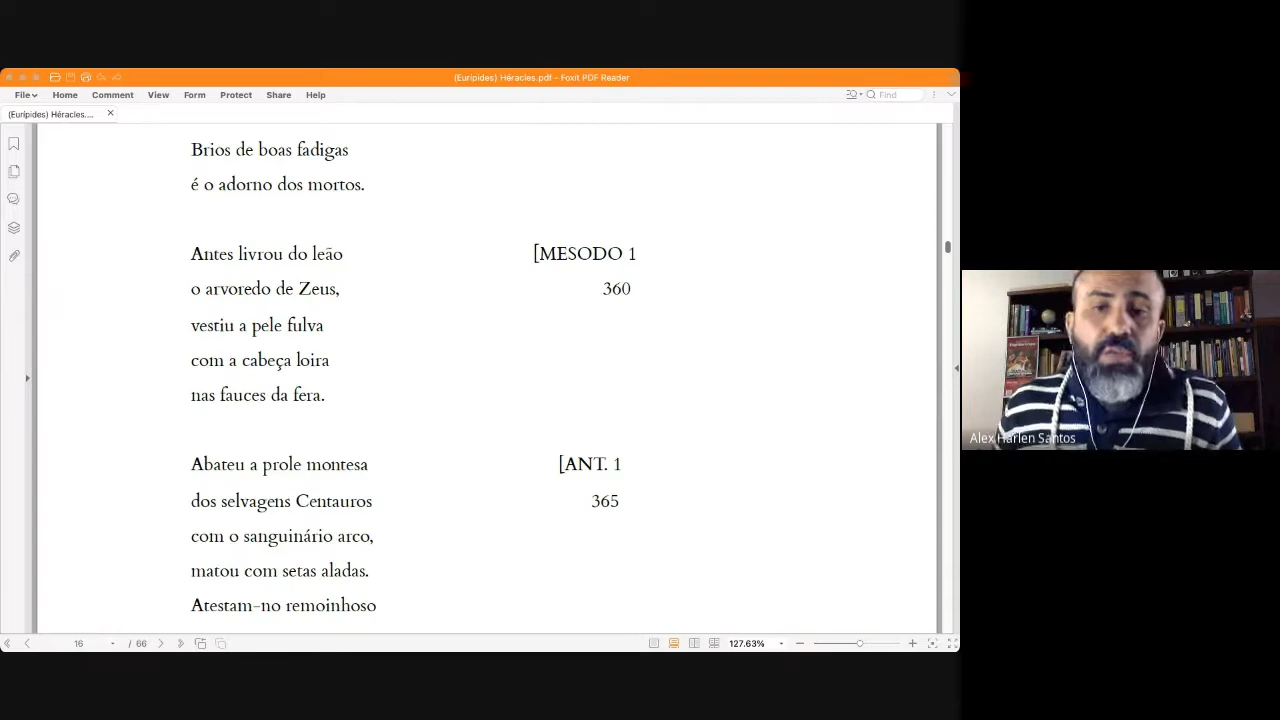 (Eurípides) Héracles.pdf - Foxit PDF Reader
File Home Comment View Form Protect Share Help Find
(Eurípides) Héracles....
Brios de boas fadigas
é o adorno dos mortos.
Antes livrou do leão [MESODO 1
o arvoredo de Zeus, 360
vestiu a pele fulva
com a cabeça loira
nas fauces da fera.
Abateu a prole montesa [ANT. 1
dos selvagens Centauros 365
com o sanguinário arco,
matou com setas aladas.
Atestam-no remoinhoso
16 / 66 127.63%
Alex Harlen Santos